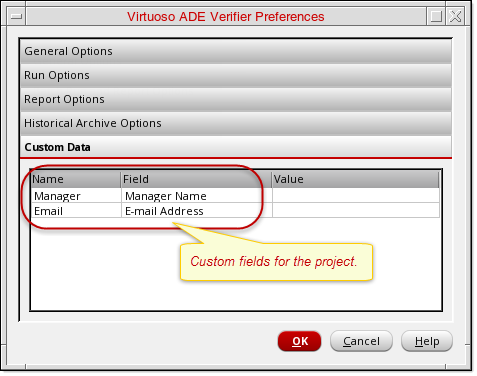 Virtuoso ADE Verifier Preferences
General Options
Run Options
Report Options
Historical Archive Options
Custom Data
Name Field Value
Manager Manager Name
Email E-mail Address
Custom fields for the project.
OK Cancel Help